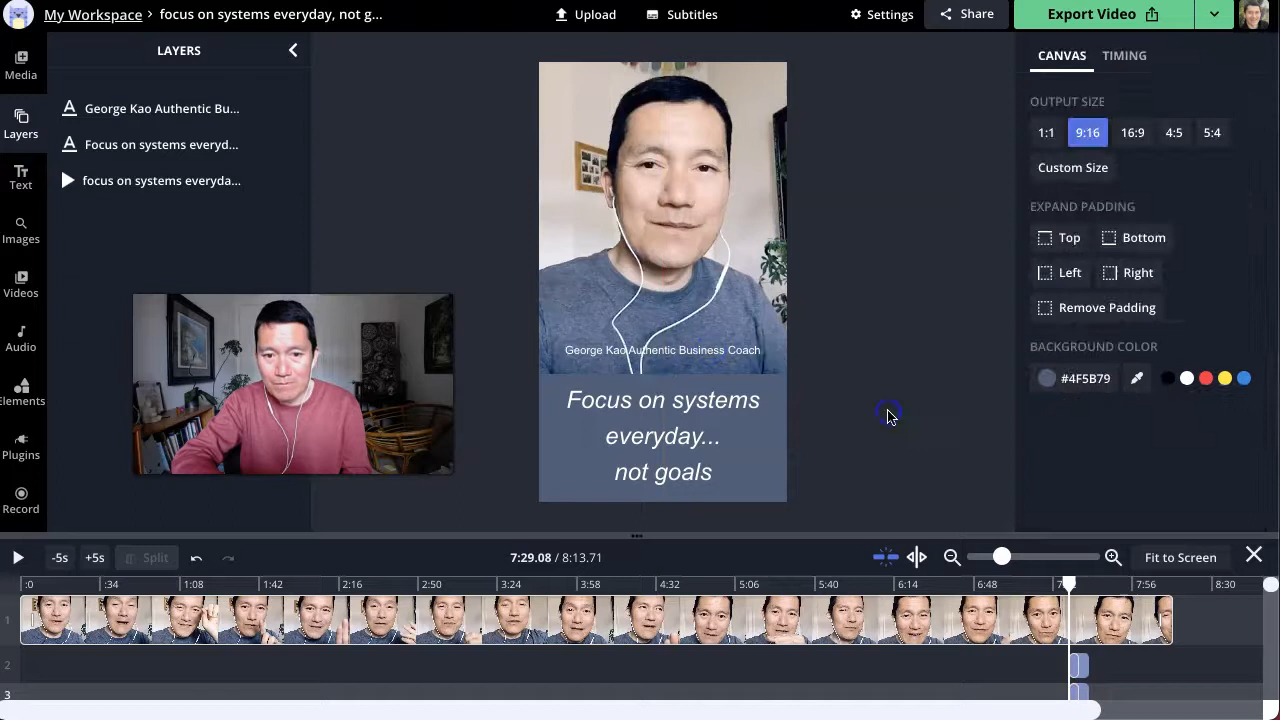 My Workspace > focus on systems everyday, not g...
Upload
Subtitles
Settings
Share
Export Video
Media
Layers
Text
Images
Videos
Audio
Elements
Plugins
Record
LAYERS
George Kao Authentic Bu...
Focus on systems everyd...
focus on systems everyda...
George Kao Authentic Business Coach
Focus on systems
everyday...
not goals
CANVAS
TIMING
OUTPUT SIZE
1:1
9:16
16:9
4:5
5:4
Custom Size
EXPAND PADDING
Top
Bottom
Left
Right
Remove Padding
BACKGROUND COLOR
#4F5B79
-5s
+5s
Split
7:29.08 / 8:13.71
Fit to Screen
:0
:34
1:08
1:42
2:16
2:50
3:24
3:58
4:32
5:06
5:40
6:14
6:48
7:56
8:30
1
2
3